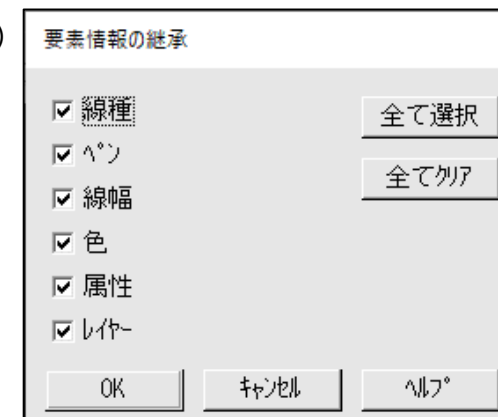 )
要素情報の継承
線種
全て選択
ﾍﾟﾝ
全てｸﾘｱ
線幅
色
属性
ﾚｲﾔｰ
OK ｷｬﾝｾﾙ ﾍﾙﾌﾟ